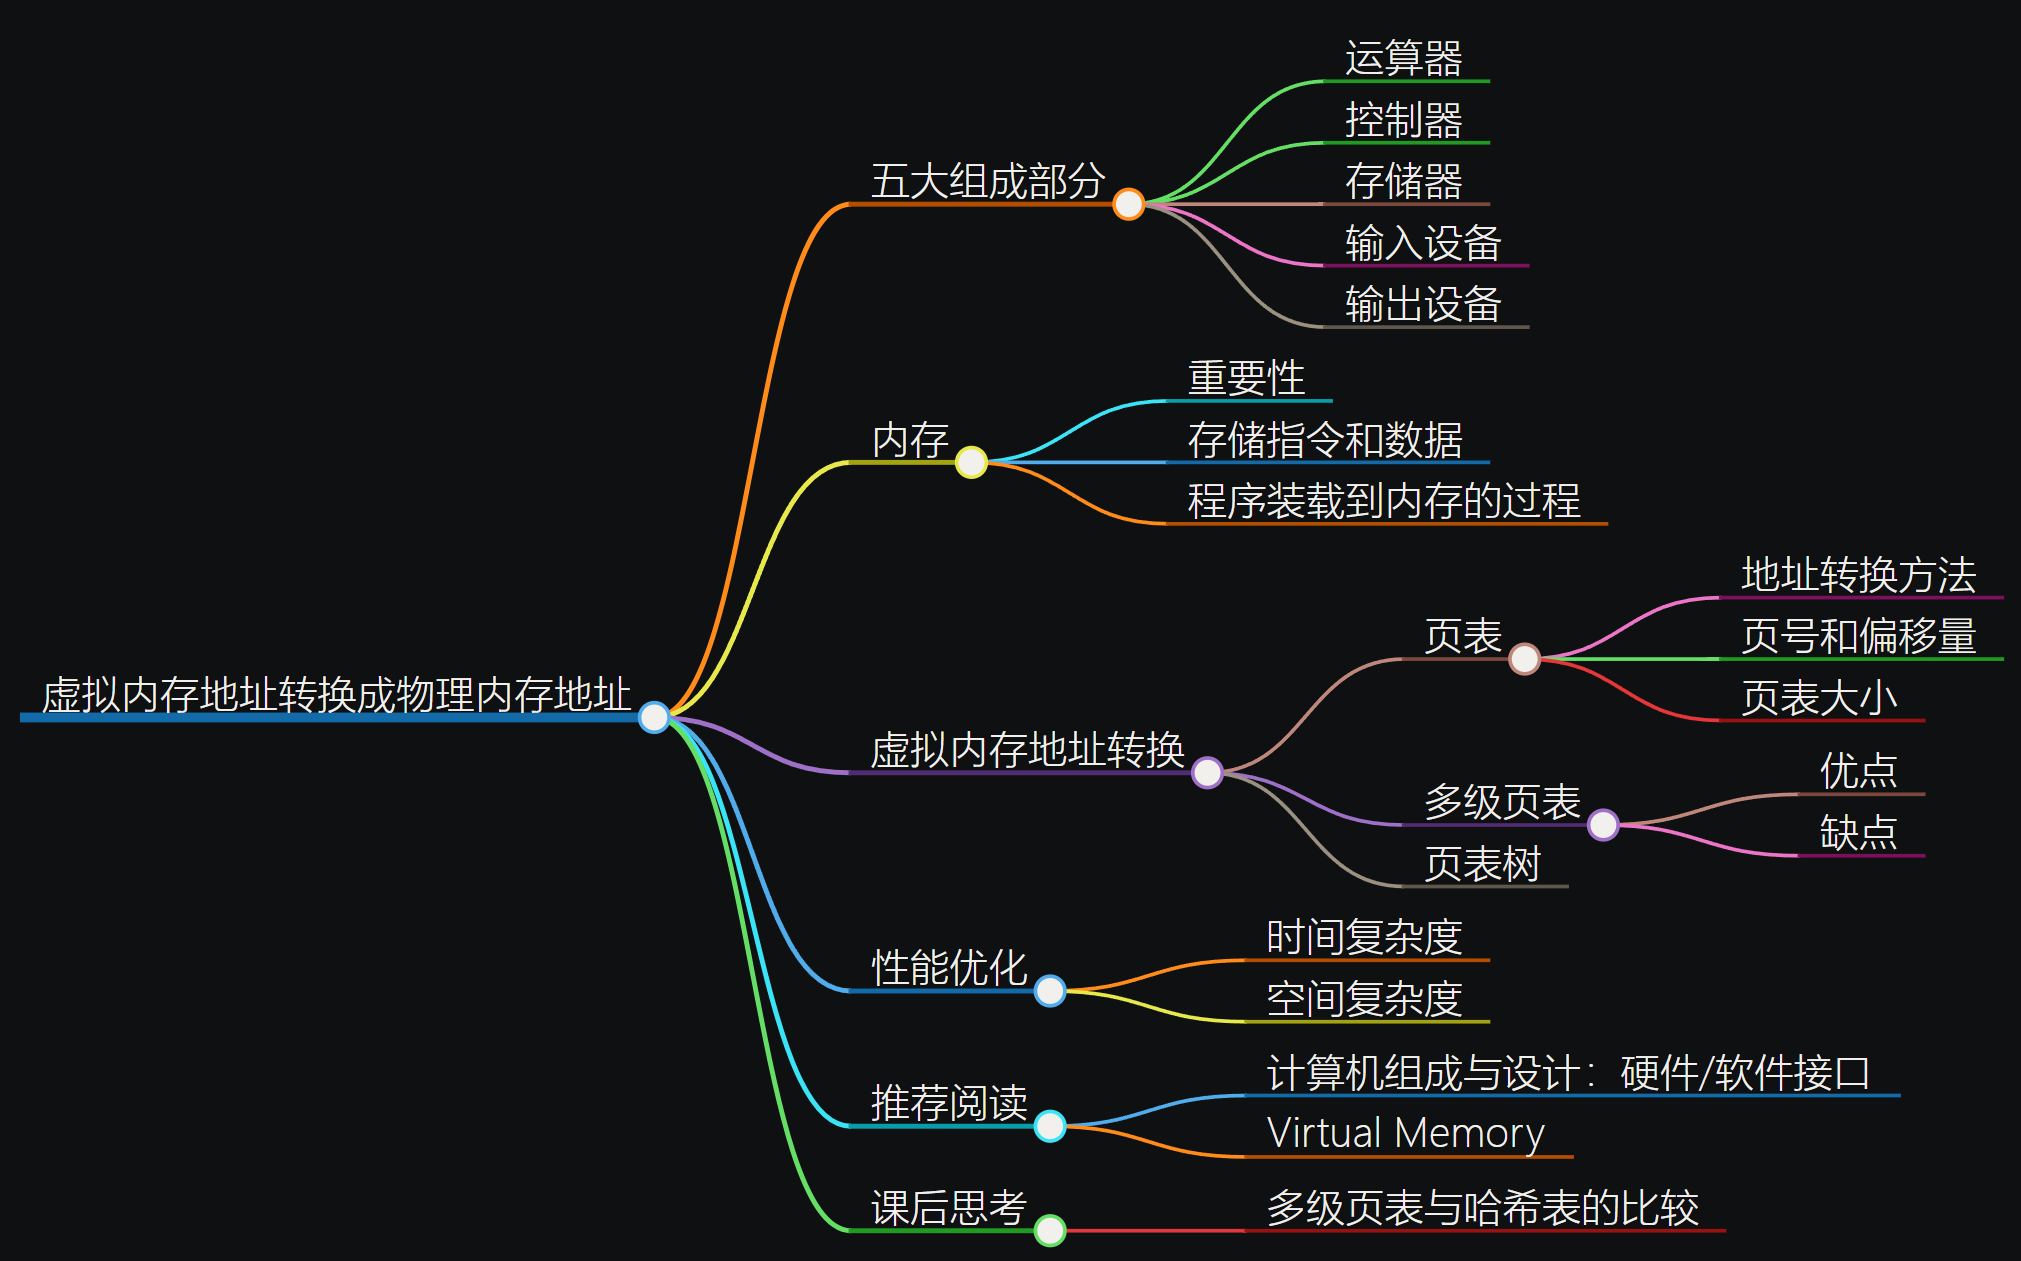 虚拟内存地址转换成物理内存地址
五大组成部分
运算器
控制器
存储器
输入设备
输出设备
内存
重要性
存储指令和数据
程序装载到内存的过程
虚拟内存地址转换
页表
地址转换方法
页号和偏移量
页表大小
多级页表
优点
缺点
页表树
性能优化
时间复杂度
空间复杂度
推荐阅读
计算机组成与设计：硬件/软件接口
Virtual Memory
课后思考
多级页表与哈希表的比较